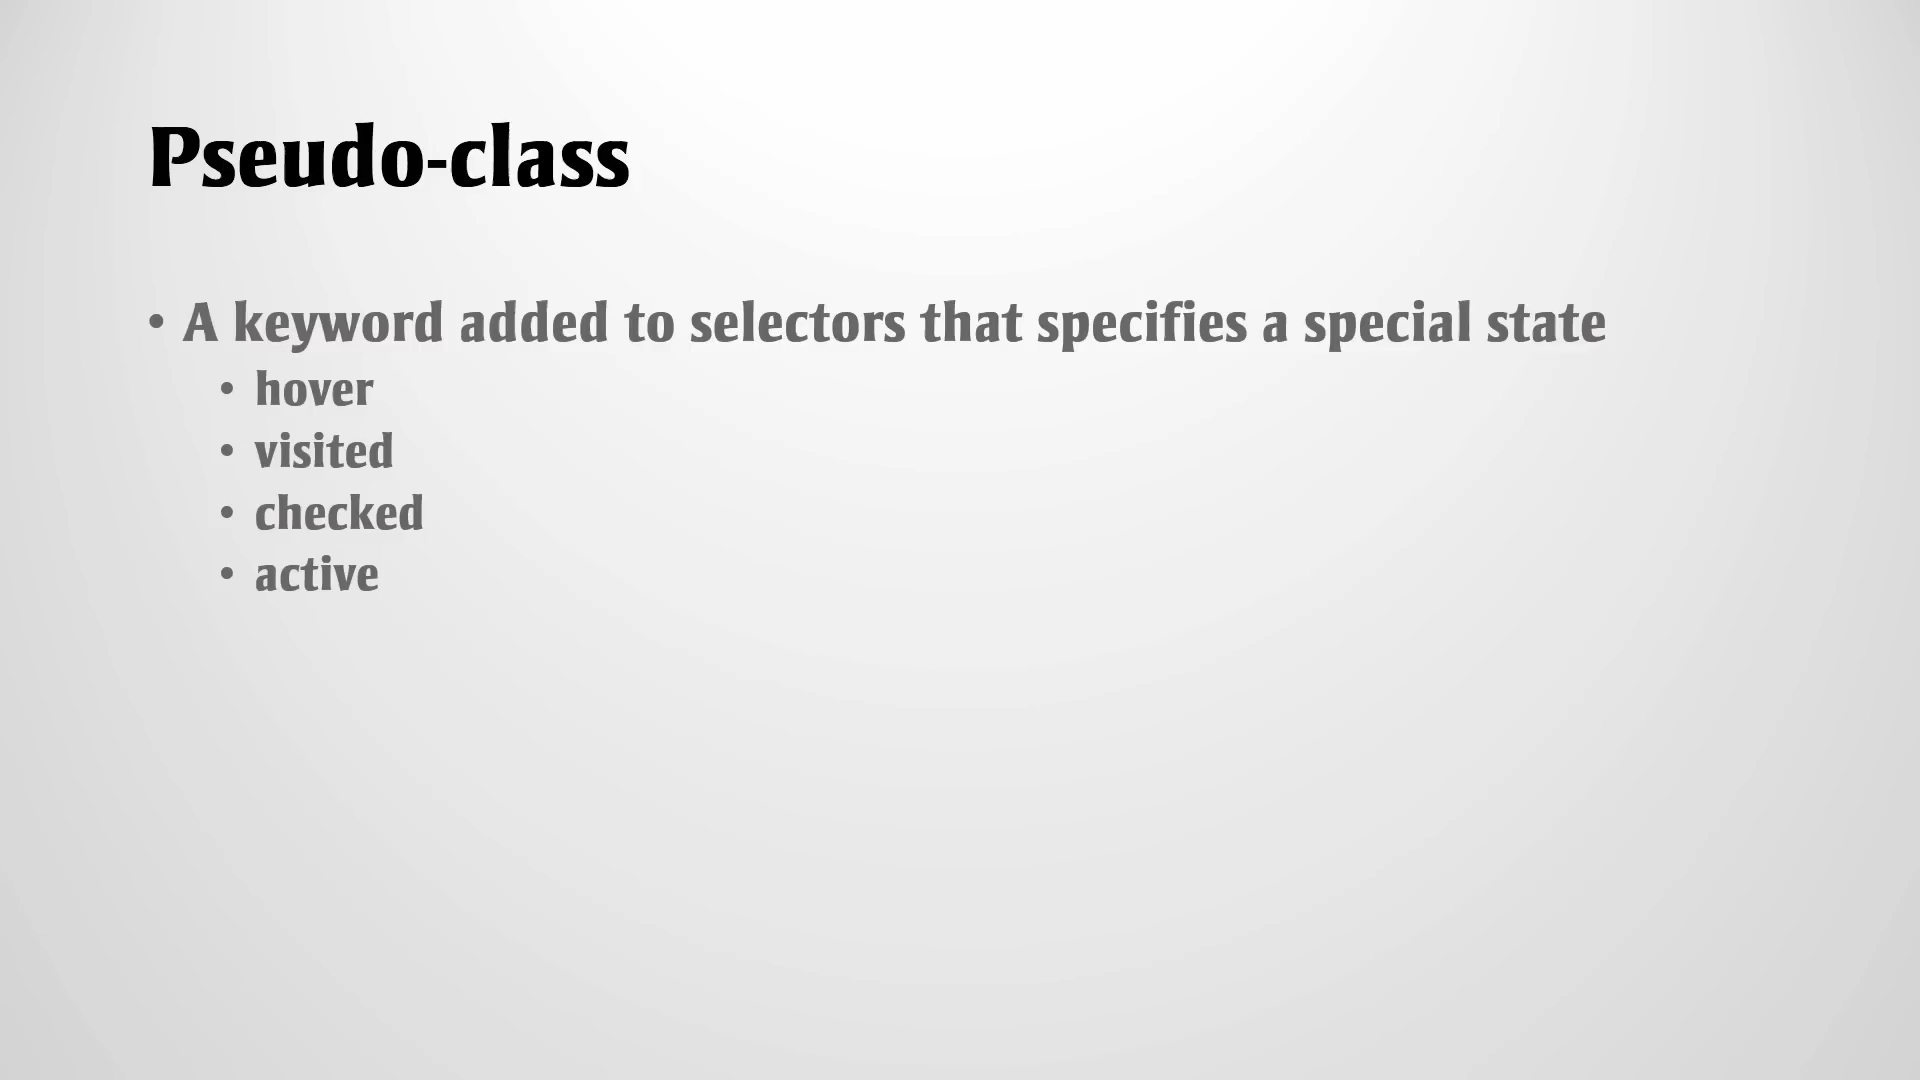 Pseudo-class
• A keyword added to selectors that specifies a special state
• hover
• visited
• checked
• active